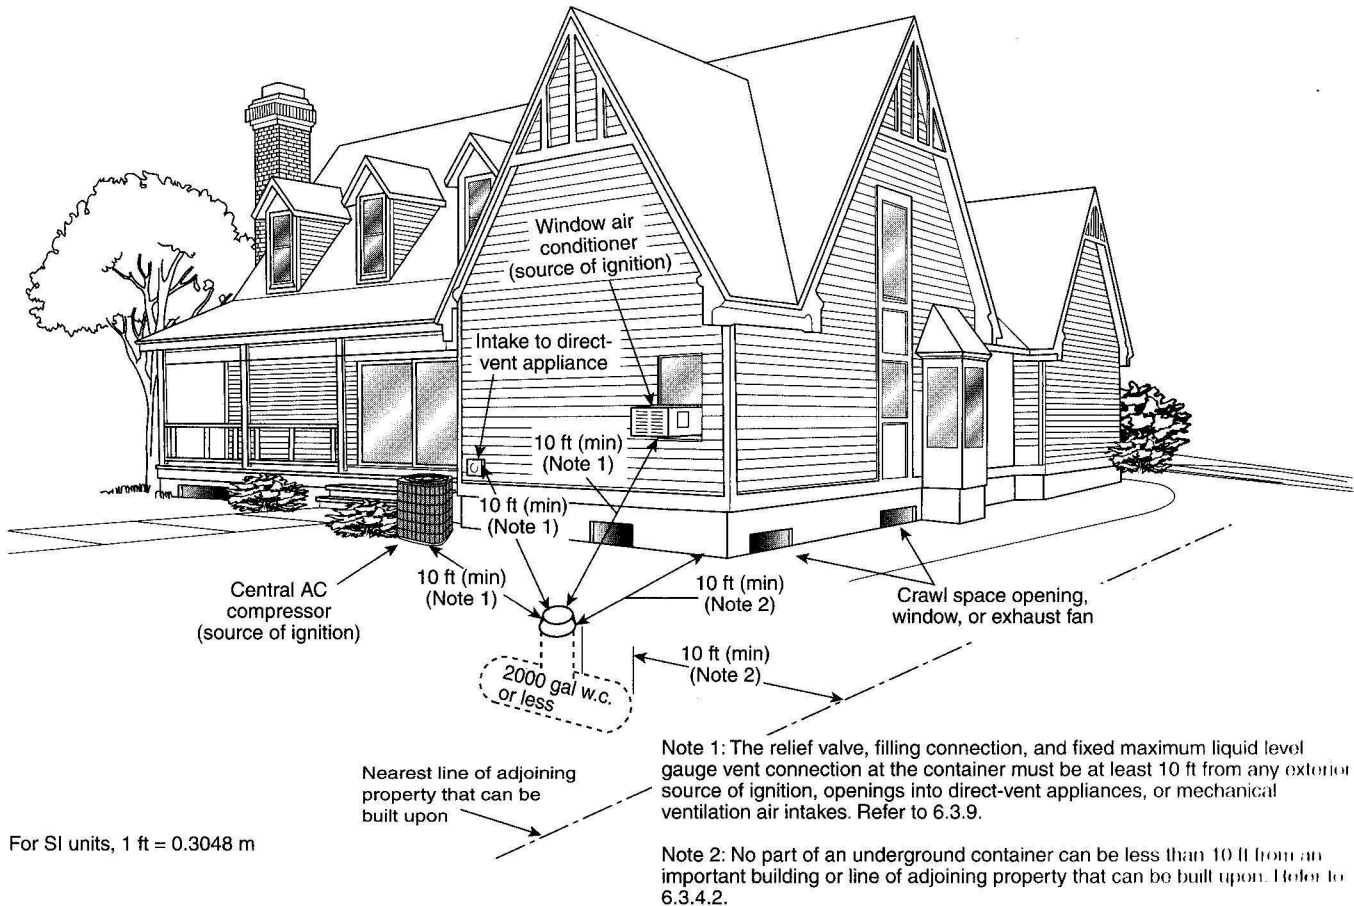 Window air
conditioner
(source of ignition)
Intake to direct-
vent appliance
10 ft (min)
(Note 1)
10 ft (min)
(Note 1)
10 ft (min)
(Note 1)
10 ft (min)
(Note 2)
Central AC
compressor
(source of ignition)
Crawl space opening,
window, or exhaust fan
10 ft (min)
(Note 2)
2000 gal w.c.
or less
Nearest line of adjoining
property that can be
built upon
For SI units, 1 ft = 0.3048 m
Note 1: The relief valve, filling connection, and fixed maximum liquid level
gauge vent connection at the container must be at least 10 ft from any exterior
source of ignition, openings into direct-vent appliances, or mechanical
ventilation air intakes. Refer to 6.3.9.
Note 2: No part of an underground container can be less than 10 ft from an
important building or line of adjoining property that can be built upon. Refer to
6.3.4.2.